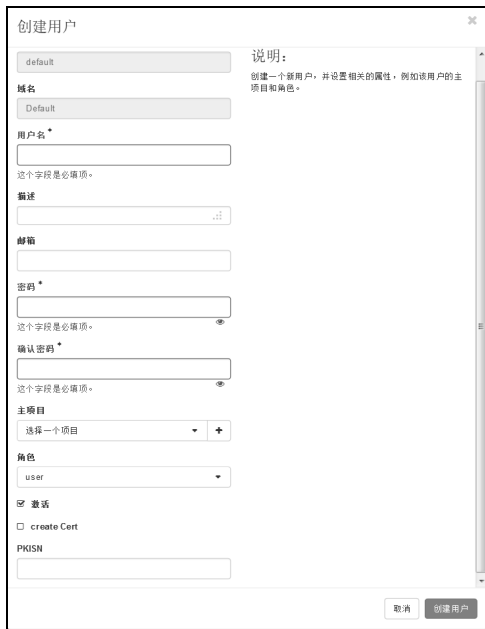 创建用户
×
default
域名
Default
用户名 *
这个字段是必填项。
描述
邮箱
密码 *
这个字段是必填项。
确认密码 *
这个字段是必填项。
主项目
选择一个项目
+
角色
user
激活
create Cert
PKISN
说明：
创建一个新用户，并设置相关的属性，例如该用户的主
项目和角色。
取消
创建用户